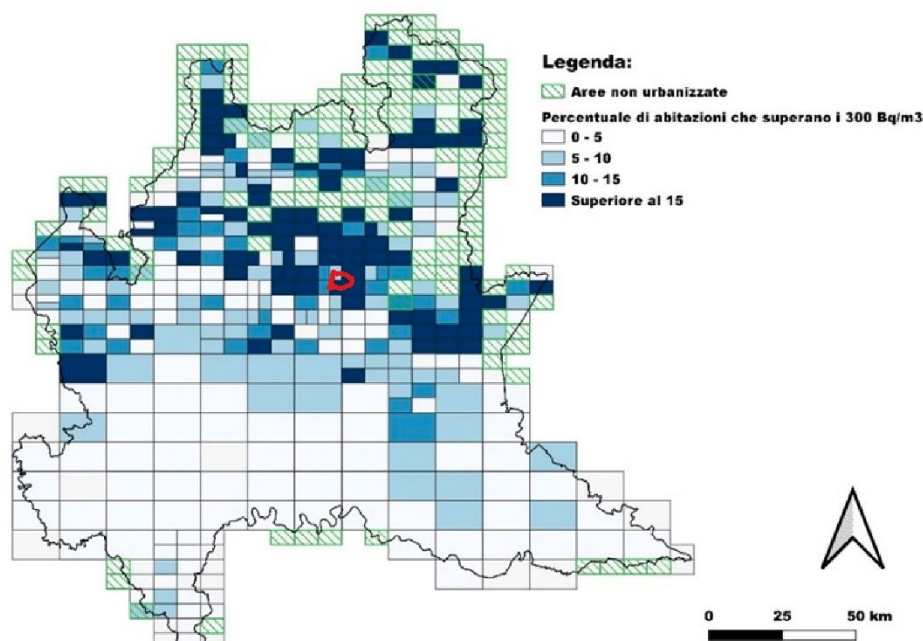 Legenda:
Aree non urbanizzate
Percentuale di abitazioni che superano i 300 Bq/m3
0 - 5
5 - 10
10 - 15
Superiore al 15
0 25 50 km